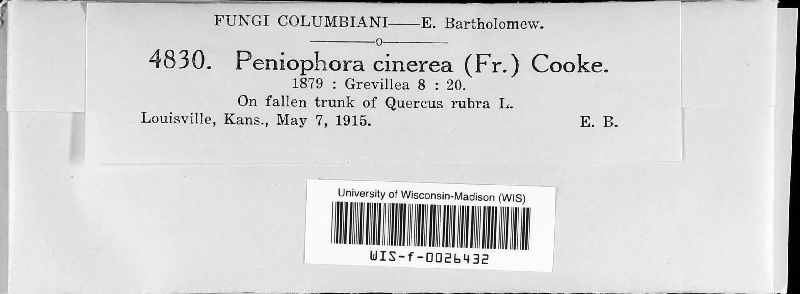 FUNGI COLUMBIANI——E. Bartholomew.
4830. Peniophora cinerea (Fr.) Cooke.
1879 : Grevillea 8 : 20.
On fallen trunk of Quercus rubra L.
Louisville, Kans., May 7, 1915. E. B.
University of Wisconsin-Madison (WIS)
WIS-f-0026432